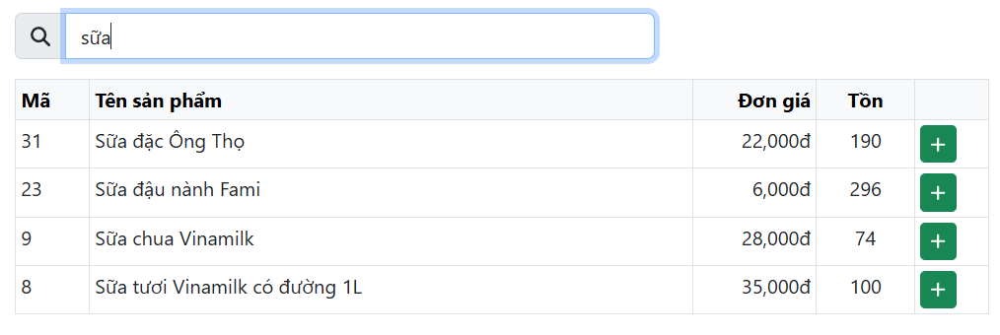 sữa
Mã Tên sản phẩm Đơn giá Tồn
31 Sữa đặc Ông Thọ 22,000đ 190 +
23 Sữa đậu nành Fami 6,000đ 296 +
9 Sữa chua Vinamilk 28,000đ 74 +
8 Sữa tươi Vinamilk có đường 1L 35,000đ 100 +